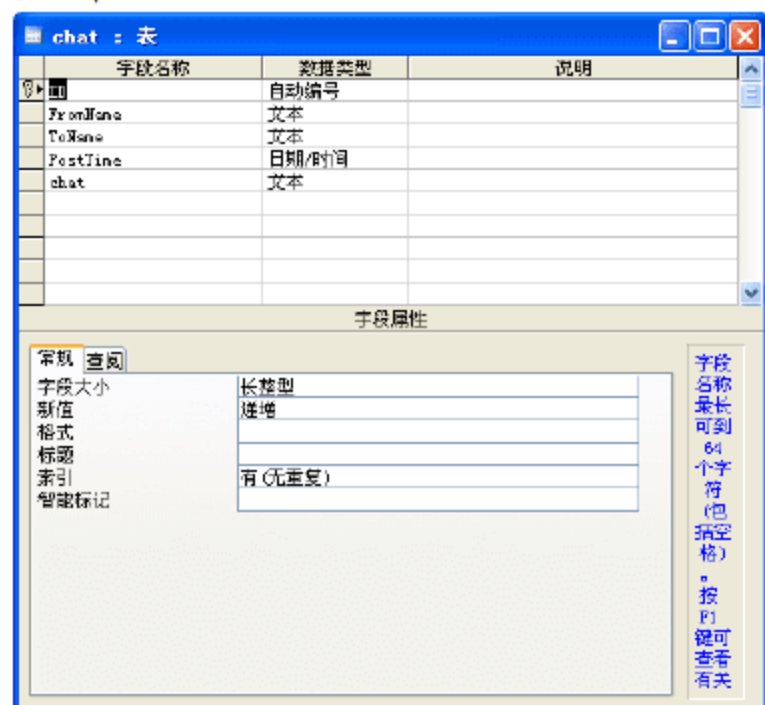 chat : 表
字段名称 数据类型 说明
ID 自动编号
FromName 文本
ToName 文本
PostTime 日期/时间
chat 文本
字段属性
常规 查阅
字段大小 长整型
新值 递增
格式
标题
索引 有(无重复)
智能标记
字段
名称
最长
可到
64
个字
符
(包
括空
格)
。
按
F1
键可
查看
有关